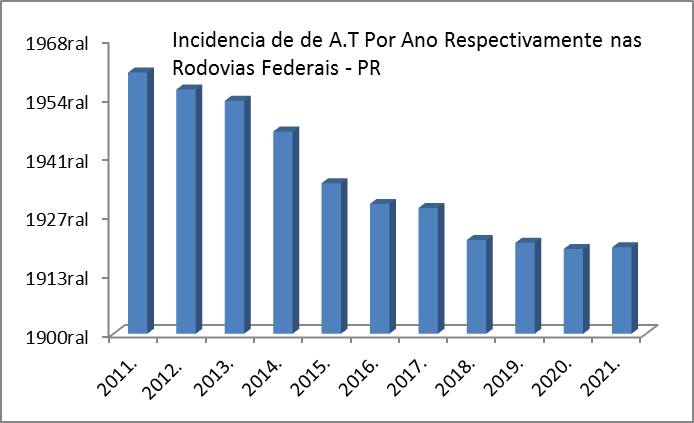 Incidencia de de A.T Por Ano Respectivamente nas
Rodovias Federais - PR
1968ral
1954ral
1941ral
1927ral
1913ral
1900ral
2011.
2012.
2013.
2014.
2015.
2016.
2017.
2018.
2019.
2020.
2021.